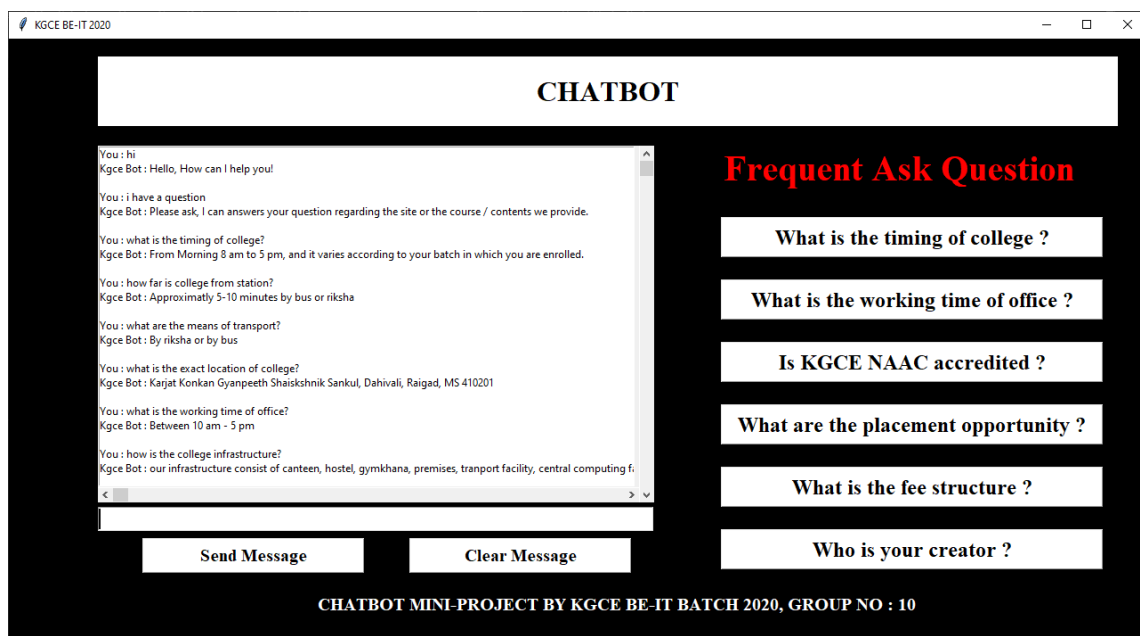 KGCE BE-IT 2020
CHATBOT
You : hi
Kgce Bot : Hello, How can I help you!
You : i have a question
Kgce Bot : Please ask, I can answers your question regarding the site or the course / contents we provide.
You : what is the timing of college?
Kgce Bot : From Morning 8 am to 5 pm, and it varies according to your batch in which you are enrolled.
You : how far is college from station?
Kgce Bot : Approximatly 5-10 minutes by bus or riksha
You : what are the means of transport?
Kgce Bot : By riksha or by bus
You : what is the exact location of college?
Kgce Bot : Karjat Konkan Gyanpeeth Shaiskshnik Sankul, Dahivali, Raigad, MS 410201
You : what is the working time of office?
Kgce Bot : Between 10 am - 5 pm
You : how is the college infrastructure?
Kgce Bot : our infrastructure consist of canteen, hostel, gymkhana, premises, tranport facility, central computing
Send Message
Clear Message
Frequent Ask Question
What is the timing of college ?
What is the working time of office ?
Is KGCE NAAC accredited ?
What are the placement opportunity ?
What is the fee structure ?
Who is your creator ?
CHATBOT MINI-PROJECT BY KGCE BE-IT BATCH 2020, GROUP NO : 10